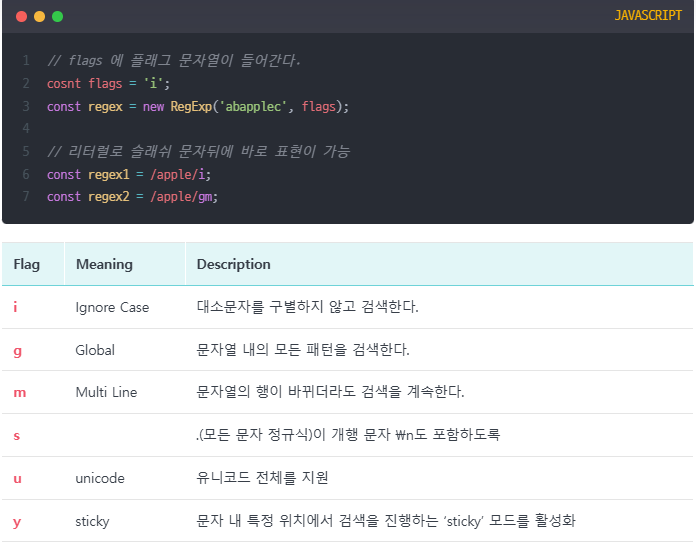 JAVASCRIPT
1 // flags 에 플래그 문자열이 들어간다.
2 cosnt flags = 'i';
3 const regex = new RegExp('abapplec', flags);
4
5 // 리터럴로 슬래쉬 문자뒤에 바로 표현이 가능
6 const regex1 = /apple/i;
7 const regex2 = /apple/gm;
Flag Meaning Description
i Ignore Case 대소문자를 구별하지 않고 검색한다.
g Global 문자열 내의 모든 패턴을 검색한다.
m Multi Line 문자열의 행이 바뀌더라도 검색을 계속한다.
s .(모든 문자 정규식)이 개행 문자 ₩n도 포함하도록
u unicode 유니코드 전체를 지원
y sticky 문자 내 특정 위치에서 검색을 진행하는 ‘sticky’ 모드를 활성화